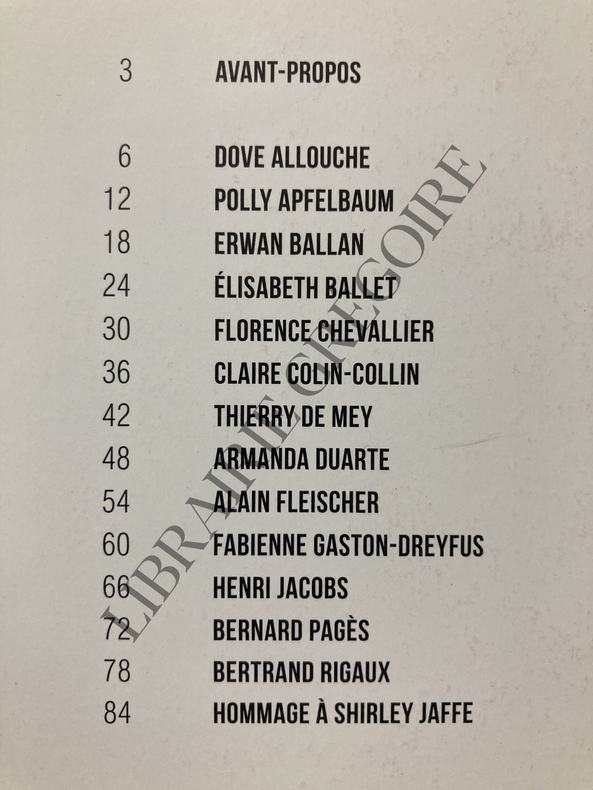 3 AVANT-PROPOS
6 DOVE ALLOUCHE
12 POLLY APFELBAUM
18 ERWAN BALLAN
24 ÉLISABETH BALLET
30 FLORENCE CHEVALLIER
36 CLAIRE COLIN-COLLIN
42 THIERRY DE MEY
48 ARMANDA DUARTE
54 ALAIN FLEISCHER
60 FABIENNE GASTON-DREYFUS
66 HENRI JACOBS
72 BERNARD PAGÈS
78 BERTRAND RIGAUX
84 HOMMAGE À SHIRLEY JAFFE
LIBRAIRIE GREGOIRE